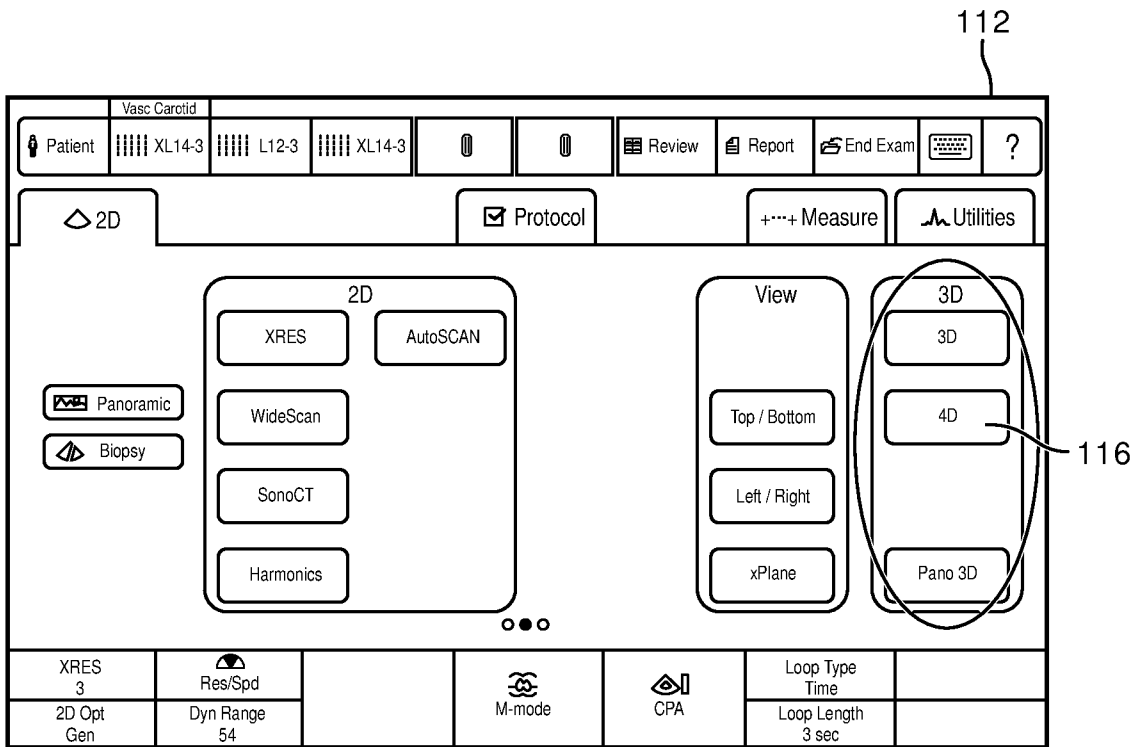 112
Vasc Carotid
Patient XL14-3 L12-3 XL14-3 Review Report End Exam ?
2D Protocol +---+ Measure Utilities
2D View 3D
XRES AutoSCAN 3D
Panoramic WideScan Top / Bottom 4D
116
Biopsy
SonoCT Left / Right
Harmonics xPlane Pano 3D
XRES Res/Spd M-mode CPA Loop Type
3 Time
2D Opt Dyn Range Loop Length
Gen 54 3 sec